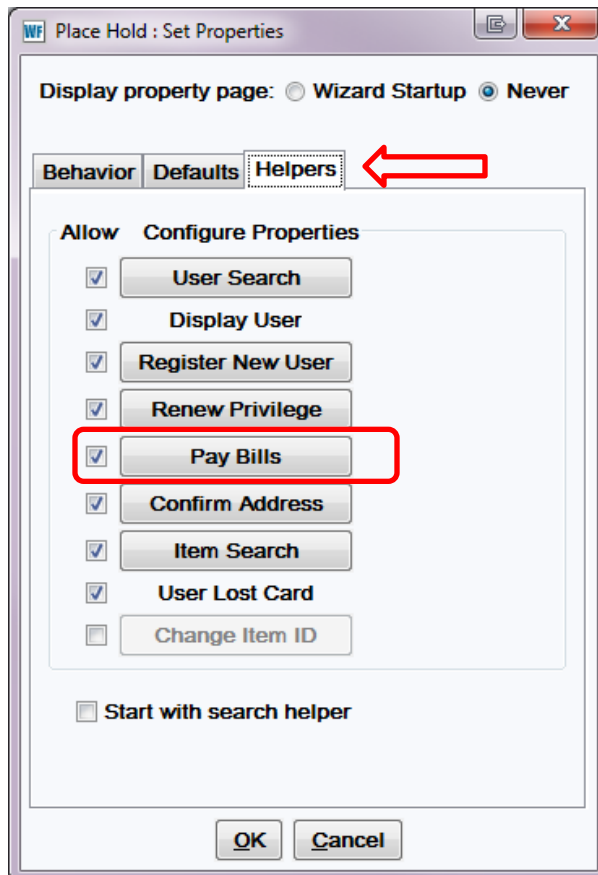 WF Place Hold : Set Properties
Display property page: Wizard Startup Never
Behavior Defaults Helpers
Allow Configure Properties
User Search
Display User
Register New User
Renew Privilege
Pay Bills
Confirm Address
Item Search
User Lost Card
Change Item ID
Start with search helper
OK Cancel